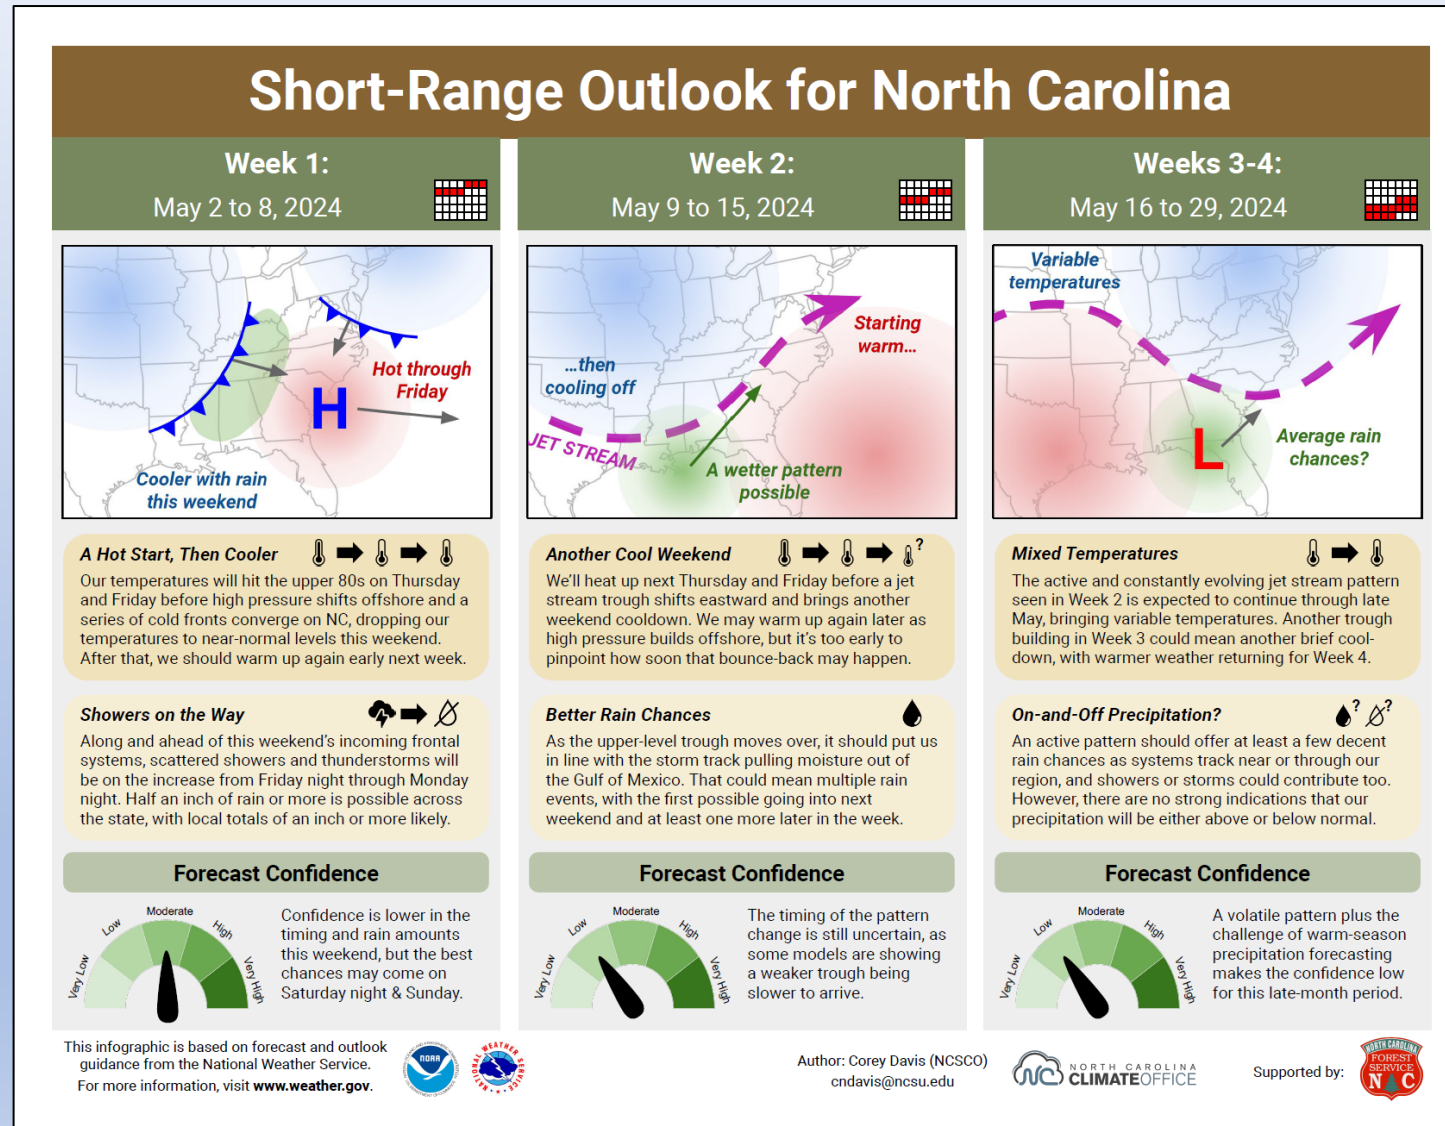 Short-Range Outlook for North Carolina
Week 1:
May 2 to 8, 2024
Hot through
Friday
H
Cooler with rain
this weekend
A Hot Start, Then Cooler
Our temperatures will hit the upper 80s on Thursday
and Friday before high pressure shifts offshore and a
series of cold fronts converge on NC, dropping our
temperatures to near-normal levels this weekend.
After that, we should warm up again early next week.
Showers on the Way
Along and ahead of this weekend's incoming frontal
systems, scattered showers and thunderstorms will
be on the increase from Friday night through Monday
night. Half an inch of rain or more is possible across
the state, with local totals of an inch or more likely.
Forecast Confidence
Very Low
Low
Moderate
High
Very High
Confidence is lower in the
timing and rain amounts
this weekend, but the best
chances may come on
Saturday night & Sunday.
Week 2:
May 9 to 15, 2024
Starting
warm...
...then
cooling off
JET STREAM
A wetter pattern
possible
Another Cool Weekend
?
We'll heat up next Thursday and Friday before a jet
stream trough shifts eastward and brings another
weekend cooldown. We may warm up again later as
high pressure builds offshore, but it's too early to
pinpoint how soon that bounce-back may happen.
Better Rain Chances
As the upper-level trough moves over, it should put us
in line with the storm track pulling moisture out of
the Gulf of Mexico. That could mean multiple rain
events, with the first possible going into next
weekend and at least one more later in the week.
Forecast Confidence
Very Low
Low
Moderate
High
Very High
The timing of the pattern
change is still uncertain, as
some models are showing
a weaker trough being
slower to arrive.
Weeks 3-4:
May 16 to 29, 2024
Variable
temperatures
Average rain
chances?
L
Mixed Temperatures
The active and constantly evolving jet stream pattern
seen in Week 2 is expected to continue through late
May, bringing variable temperatures. Another trough
building in Week 3 could mean another brief cool-
down, with warmer weather returning for Week 4.
On-and-Off Precipitation?
? ?
An active pattern should offer at least a few decent
rain chances as systems track near or through our
region, and showers or storms could contribute too.
However, there are no strong indications that our
precipitation will be either above or below normal.
Forecast Confidence
Very Low
Low
Moderate
High
Very High
A volatile pattern plus the
challenge of warm-season
precipitation forecasting
makes the confidence low
for this late-month period.
This infographic is based on forecast and outlook
guidance from the National Weather Service.
For more information, visit www.weather.gov.
NOAA
NATIONAL WEATHER SERVICE
Author: Corey Davis (NCSCO)
cndavis@ncsu.edu
NC
NORTH CAROLINA
CLIMATE OFFICE
Supported by:
NORTH CAROLINA
FOREST
SERVICE
N C